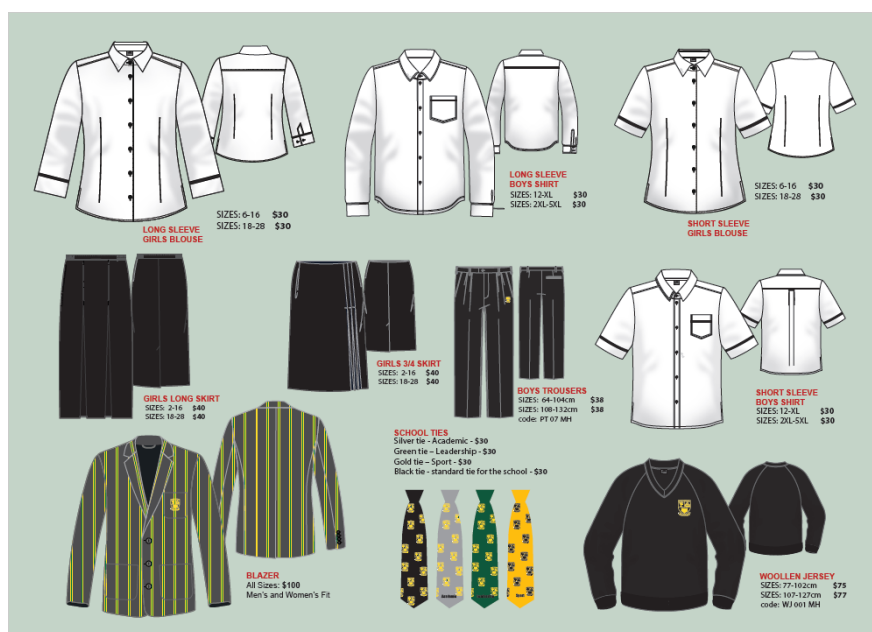 LONG SLEEVE
GIRLS BLOUSE
SIZES: 6-16 $30
SIZES: 18-28 $30
LONG SLEEVE
BOYS SHIRT
SIZES: 12-XL $30
SIZES: 2XL-5XL $30
SIZES: 6-16 $30
SIZES: 18-28 $30
SHORT SLEEVE
GIRLS BLOUSE
GIRLS LONG SKIRT
SIZES: 2-16 $40
SIZES: 18-28 $40
GIRLS 3/4 SKIRT
SIZES: 2-16 $40
SIZES: 18-28 $40
BOYS TROUSERS
SIZES: 64-104cm $38
SIZES: 108-132cm $38
code: PT 07 MH
SHORT SLEEVE
BOYS SHIRT
SIZES: 12-XL $30
SIZES: 2XL-5XL $30
SCHOOL TIES
Silver tie - Academic - $30
Green tie – Leadership - $30
Gold tie – Sport - $30
Black tie - standard tie for the school - $30
BLAZER
All Sizes: $100
Men's and Women's Fit
WOOLLEN JERSEY
SIZES: 77-102cm $75
SIZES: 107-127cm $77
code: WJ 001 MH